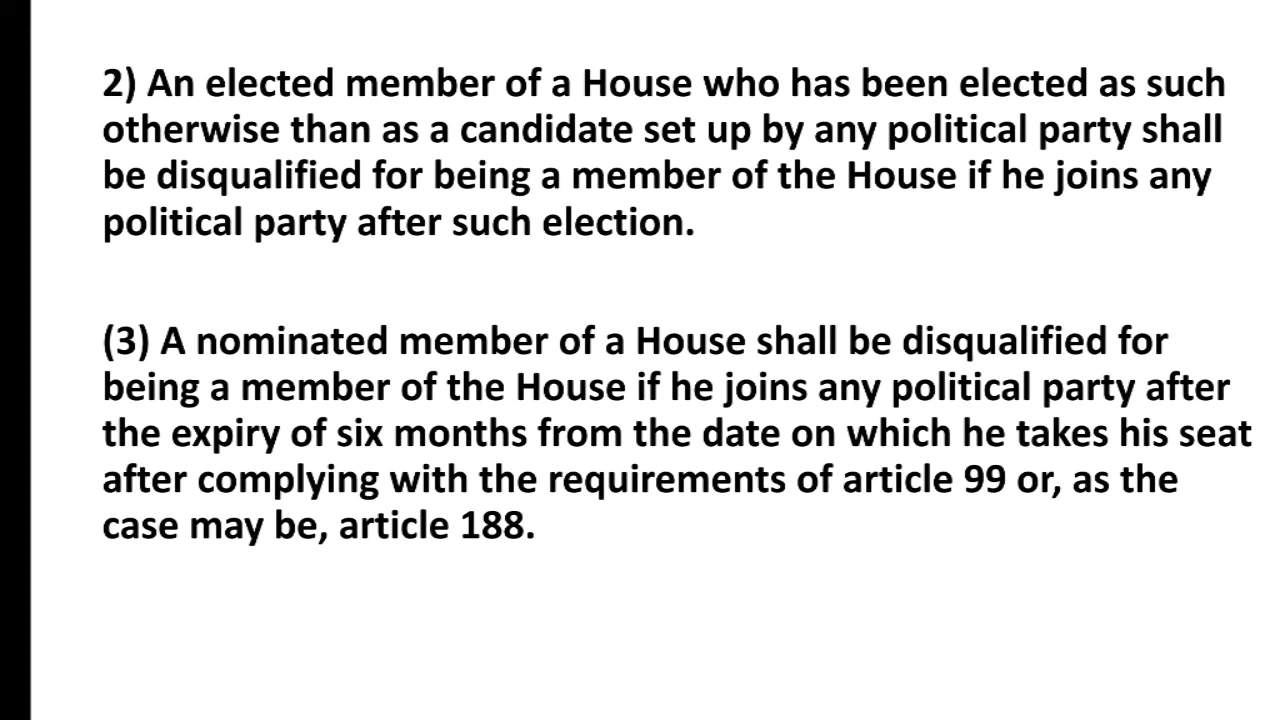 2) An elected member of a House who has been elected as such
otherwise than as a candidate set up by any political party shall
be disqualified for being a member of the House if he joins any
political party after such election.
(3) A nominated member of a House shall be disqualified for
being a member of the House if he joins any political party after
the expiry of six months from the date on which he takes his seat
after complying with the requirements of article 99 or, as the
case may be, article 188.